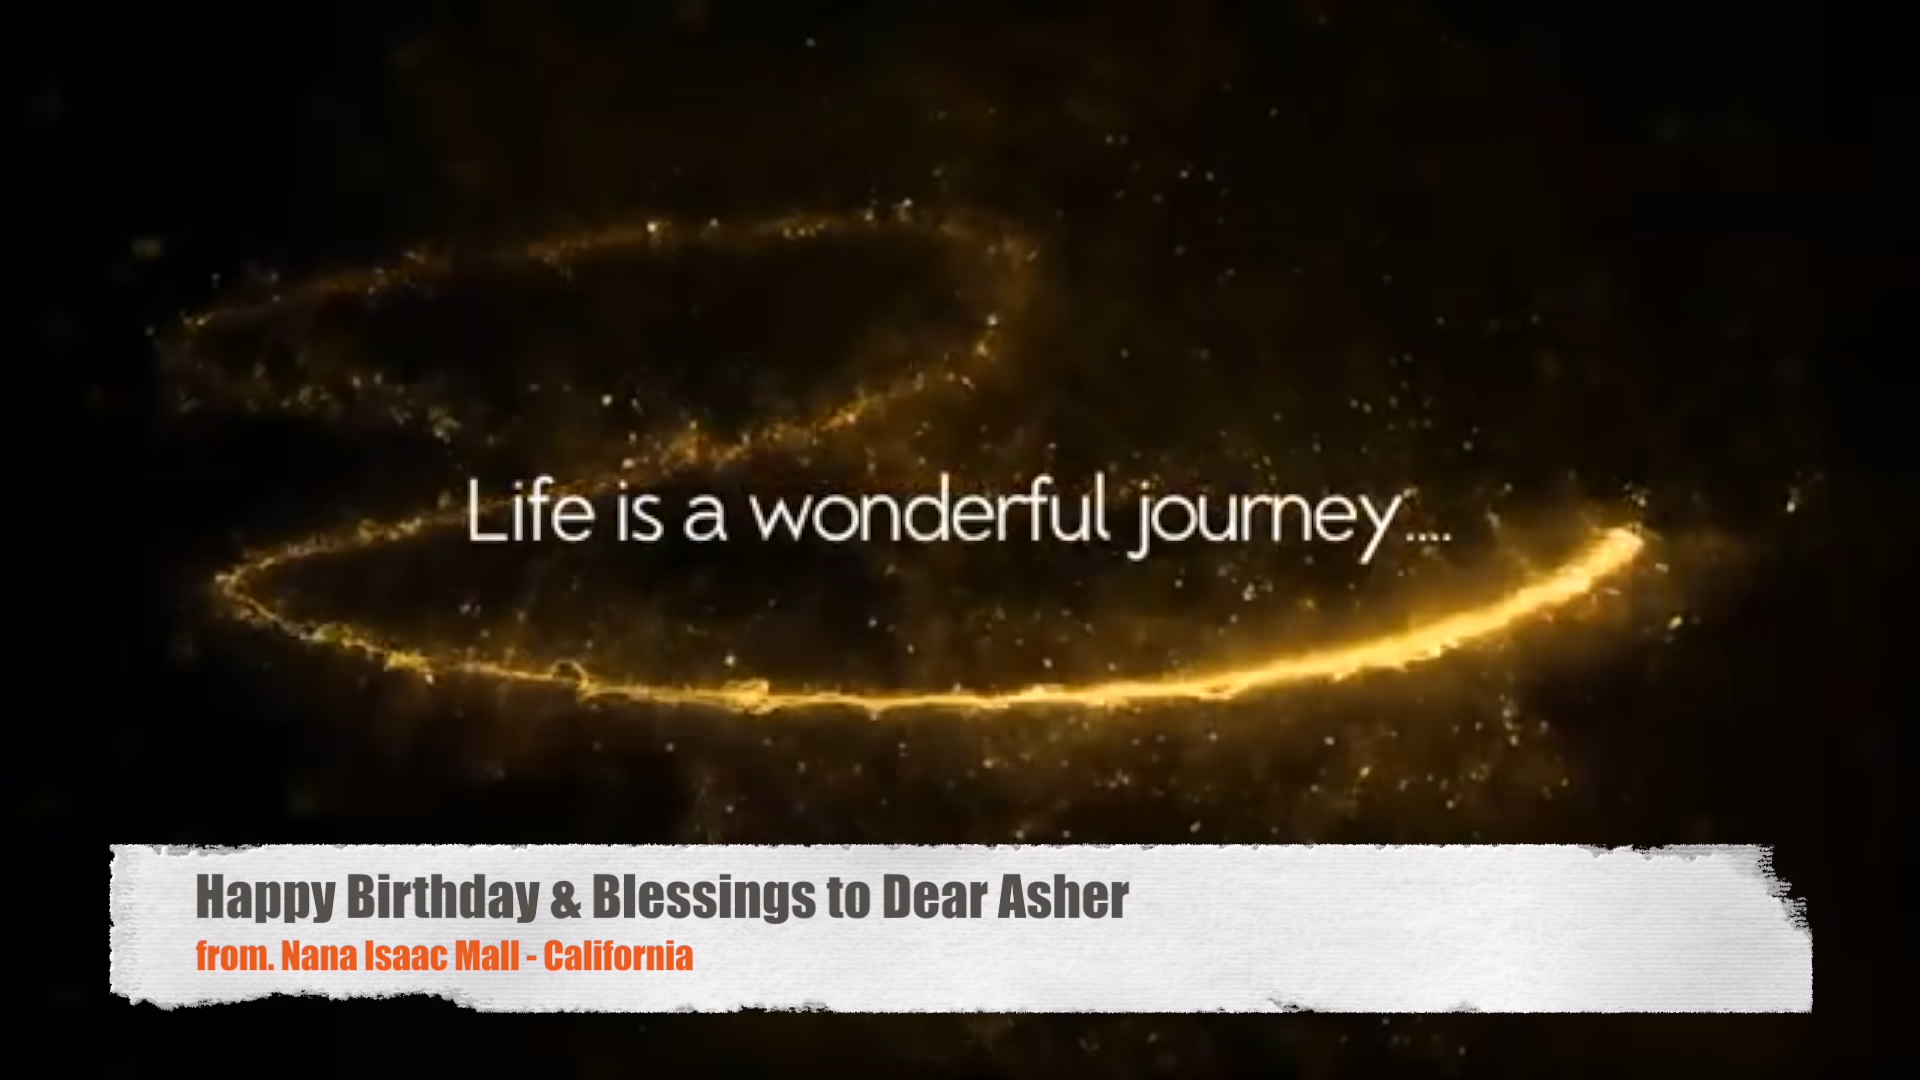 Life is a wonderful journey....
Happy Birthday & Blessings to Dear Asher
from. Nana Isaac Mall - California